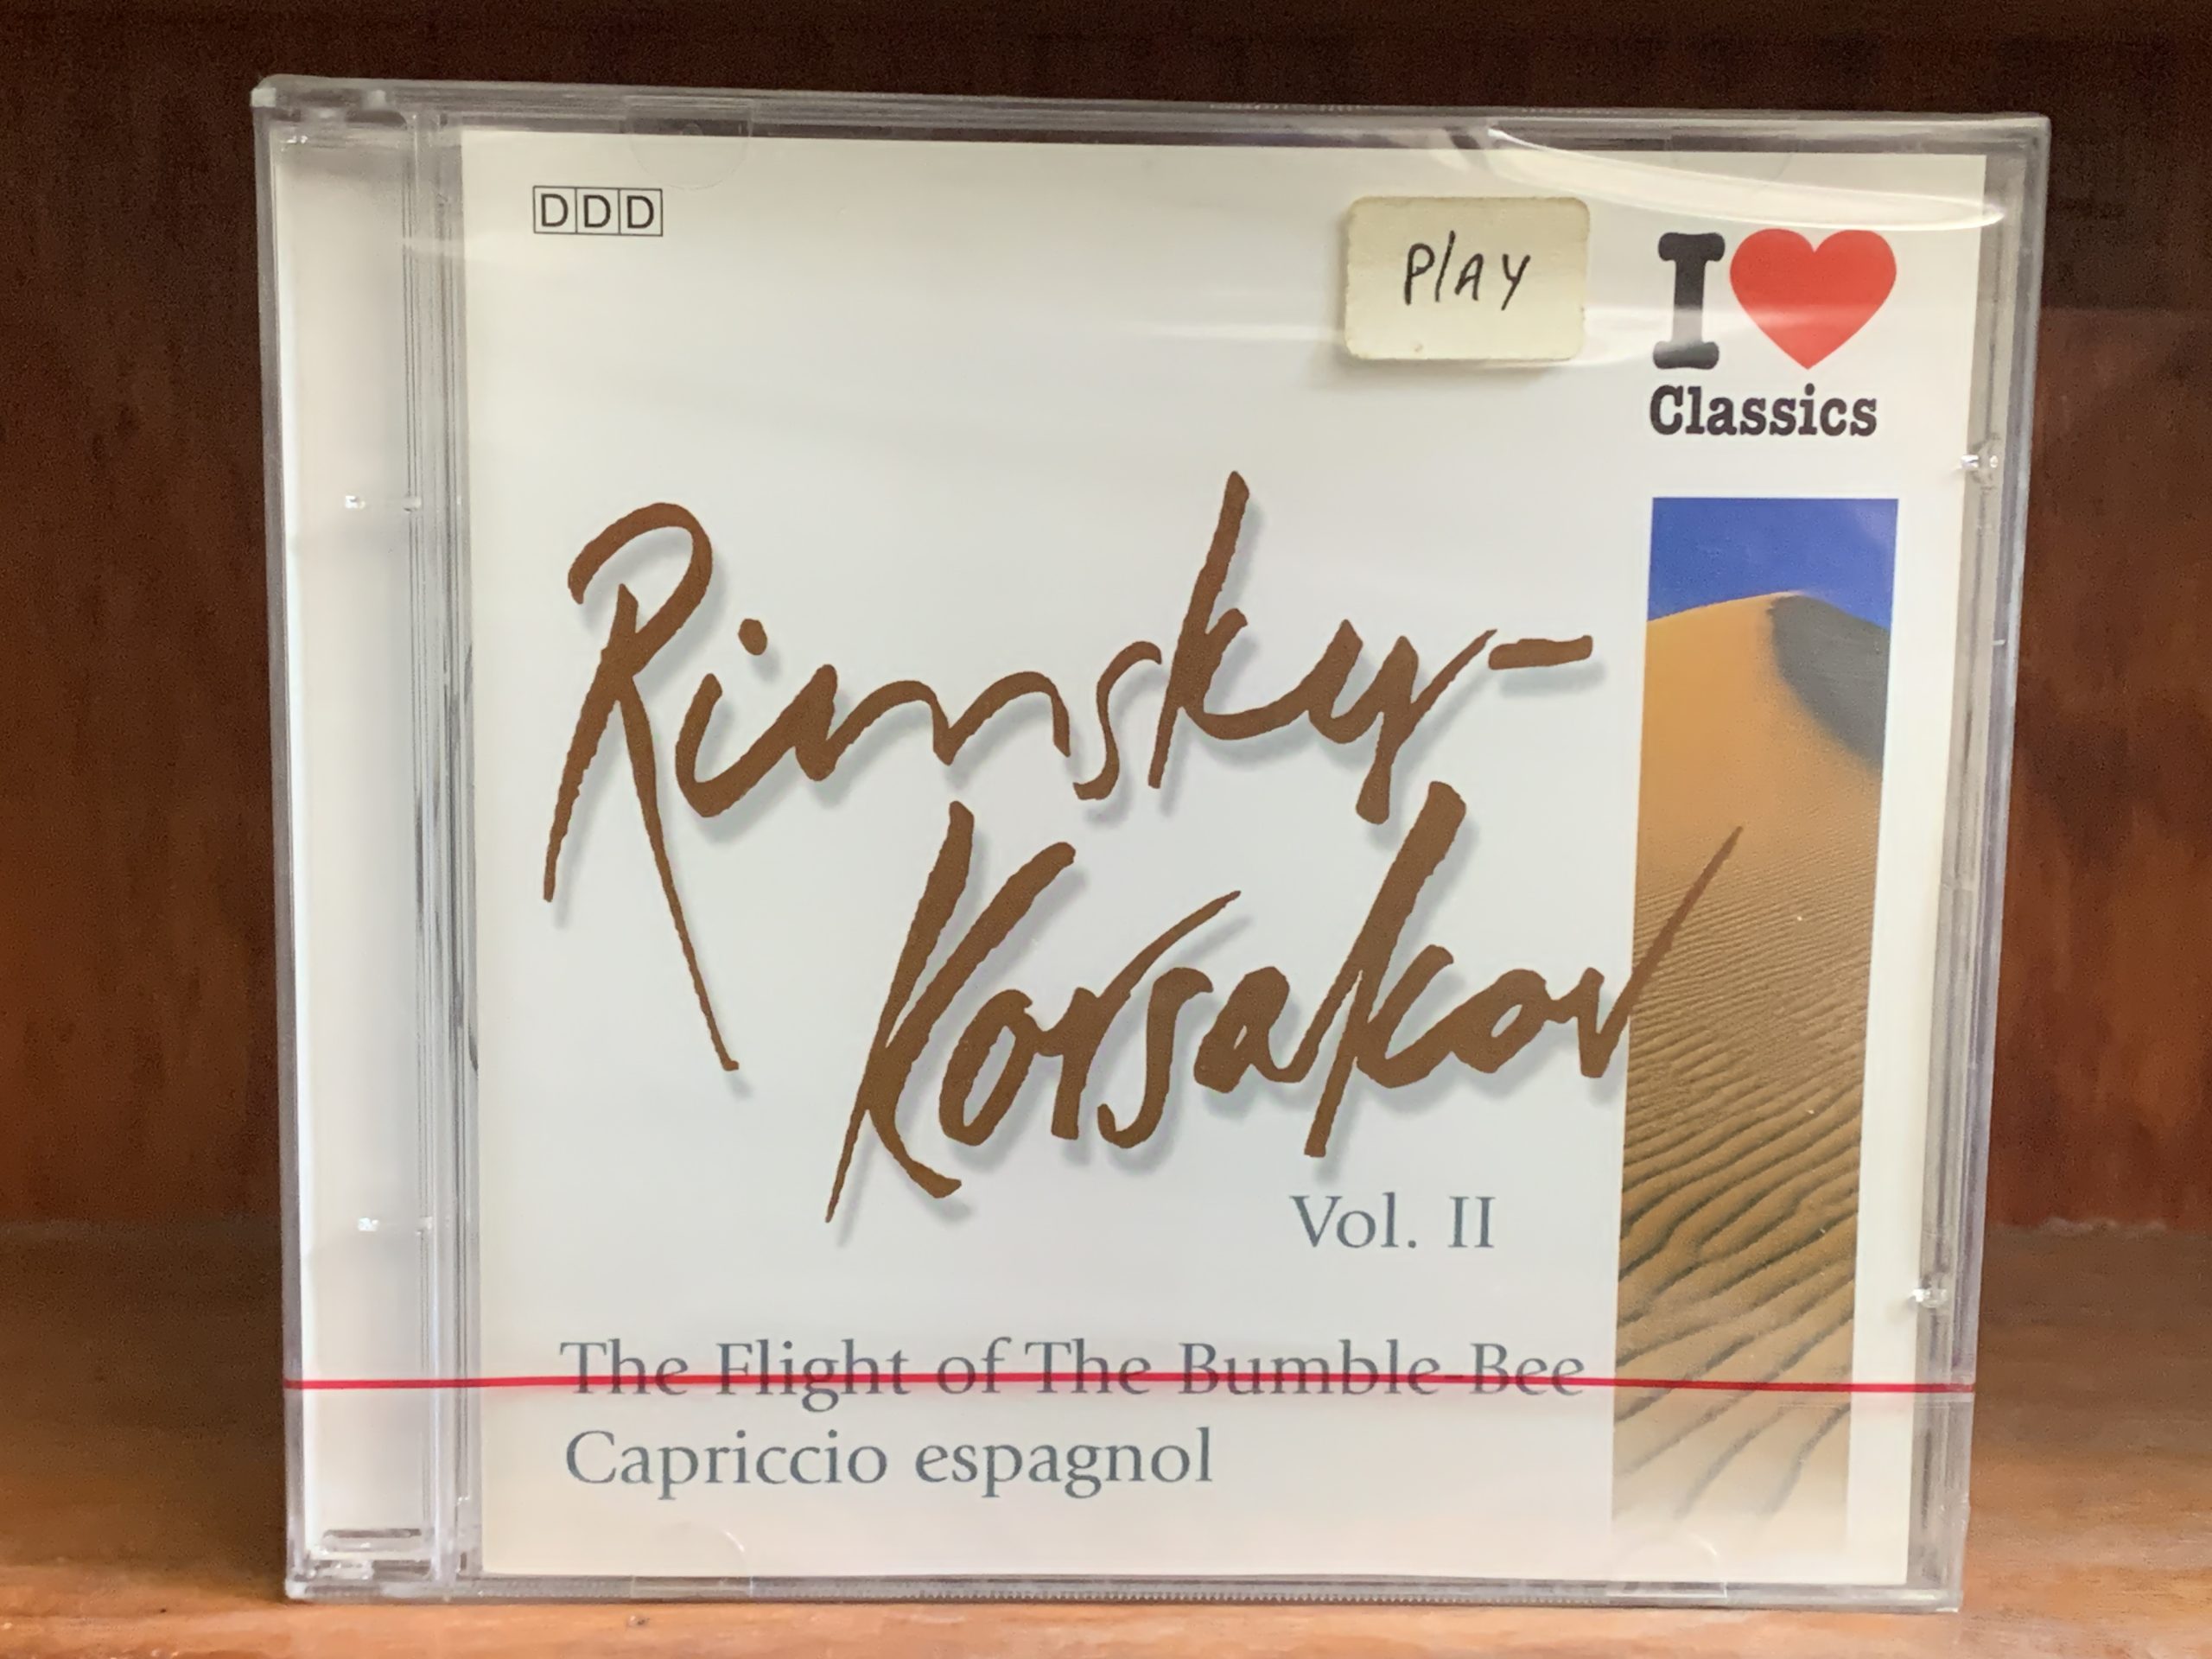 DDD
Play
I
Classics
Rimsky-
Korsakov
Vol. II
The Flight of The Bumble-Bee
Capriccio espagnol